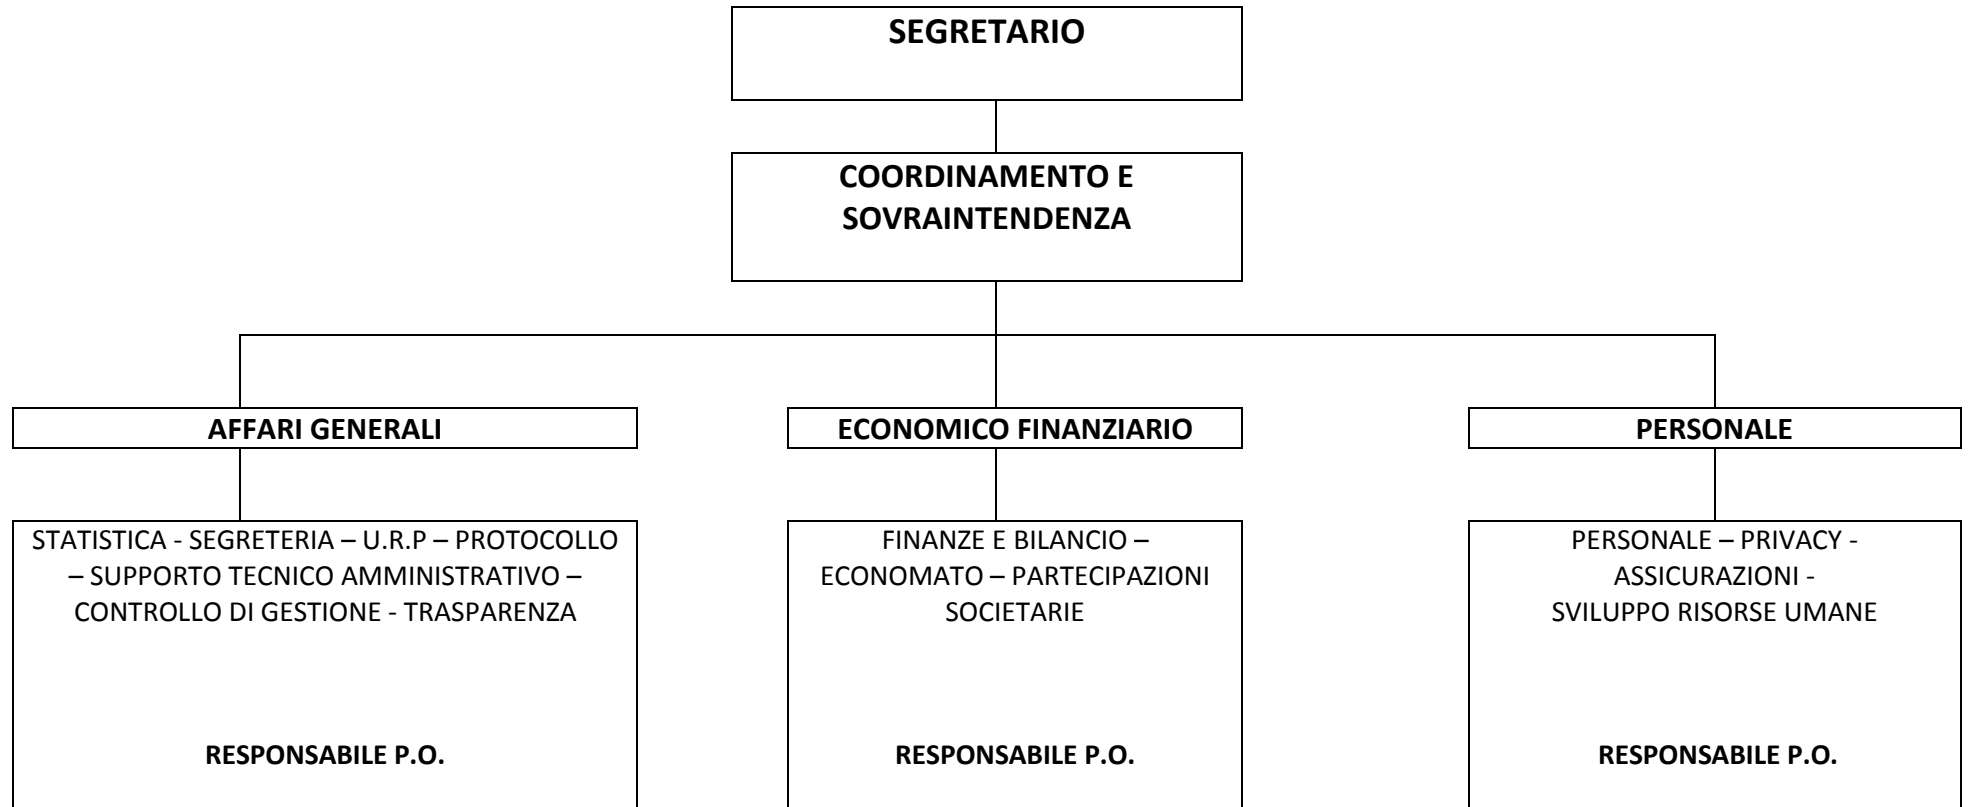 SEGRETARIO
COORDINAMENTO E
SOVRAINTENDENZA
AFFARI GENERALI
ECONOMICO FINANZIARIO
PERSONALE
STATISTICA - SEGRETERIA – U.R.P – PROTOCOLLO
– SUPPORTO TECNICO AMMINISTRATIVO –
CONTROLLO DI GESTIONE - TRASPARENZA
RESPONSABILE P.O.
FINANZE E BILANCIO –
ECONOMATO – PARTECIPAZIONI
SOCIETARIE
RESPONSABILE P.O.
PERSONALE – PRIVACY -
ASSICURAZIONI -
SVILUPPO RISORSE UMANE
RESPONSABILE P.O.